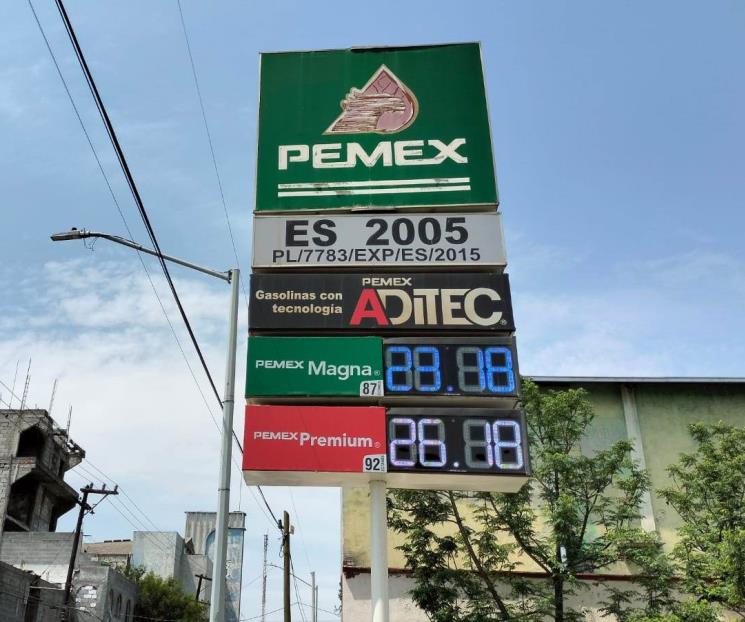 PEMEX
ES 2005
PL/7783/EXP/ES/2015
Gasolinas con
tecnología
PEMEX
ADiTEC
PEMEX Magna®
87
23.18
PEMEX Premium®
92
26.18